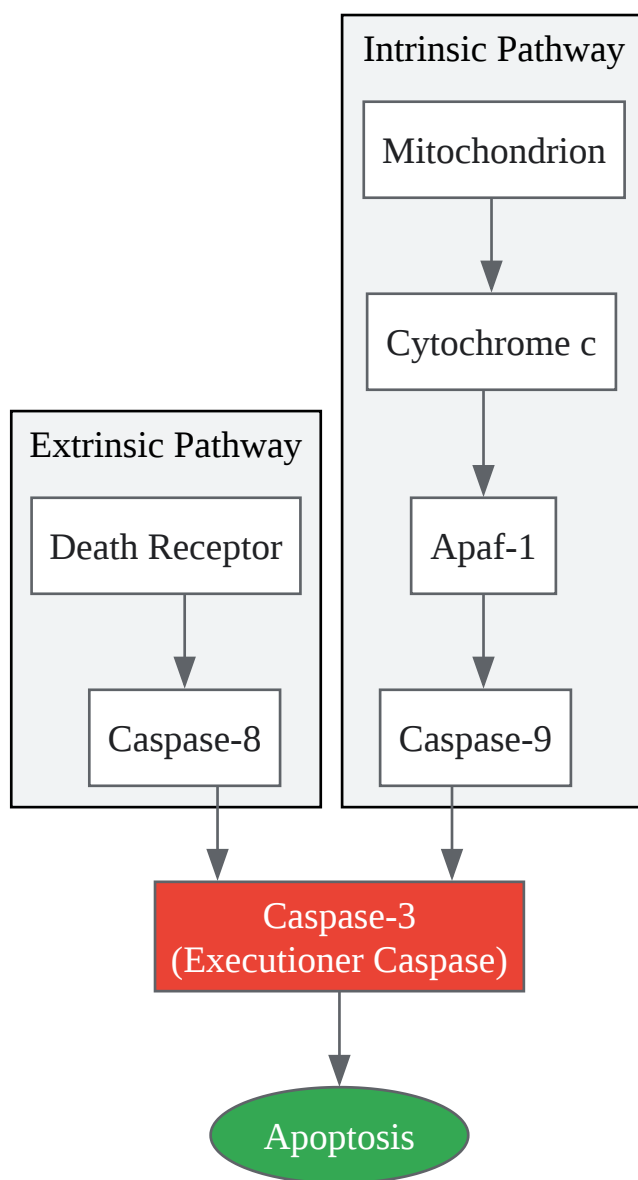 Intrinsic Pathway
Mitochondrion
Cytochrome c
Extrinsic Pathway
Death Receptor
Apaf-1
Caspase-8
Caspase-9
Caspase-3
(Executioner Caspase)
Apoptosis